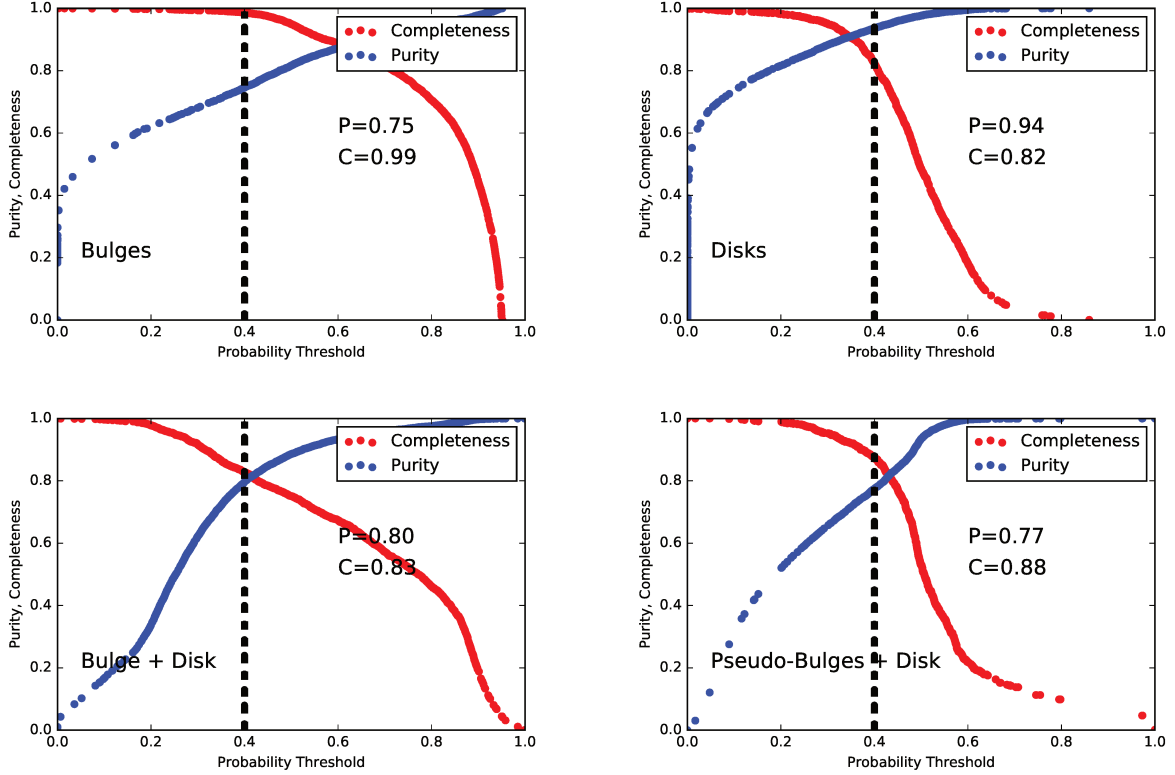 1.0
0.8
0.6
0.4
0.2
0.0
Purity, Completeness
Completeness
Purity
P=0.75
C=0.99
Bulges
0.0 0.2 0.4 0.6 0.8 1.0
Probability Threshold
1.0
0.8
0.6
0.4
0.2
0.0
Purity, Completeness
Completeness
Purity
P=0.94
C=0.82
Disks
0.0 0.2 0.4 0.6 0.8 1.0
Probability Threshold
1.0
0.8
0.6
0.4
0.2
0.0
Purity, Completeness
Completeness
Purity
P=0.80
C=0.83
Bulge + Disk
0.0 0.2 0.4 0.6 0.8 1.0
Probability Threshold
1.0
0.8
0.6
0.4
0.2
0.0
Purity, Completeness
Completeness
Purity
P=0.77
C=0.88
Pseudo-Bulges + Disk
0.0 0.2 0.4 0.6 0.8 1.0
Probability Threshold